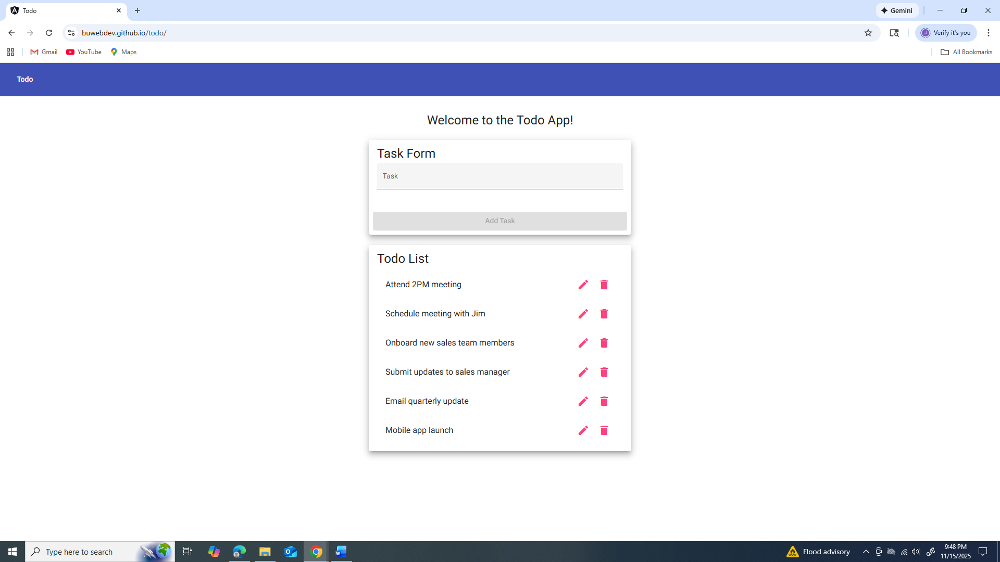 Todo
Gemini
buwebdev.github.io/todo/
Verify it's you
Gmail
YouTube
Maps
All Bookmarks
Todo
Welcome to the Todo App!
Task Form
Task
Add Task
Todo List
Attend 2PM meeting
Schedule meeting with Jim
Onboard new sales team members
Submit updates to sales manager
Email quarterly update
Mobile app launch
Type here to search
Flood advisory
9:48 PM
11/15/2025